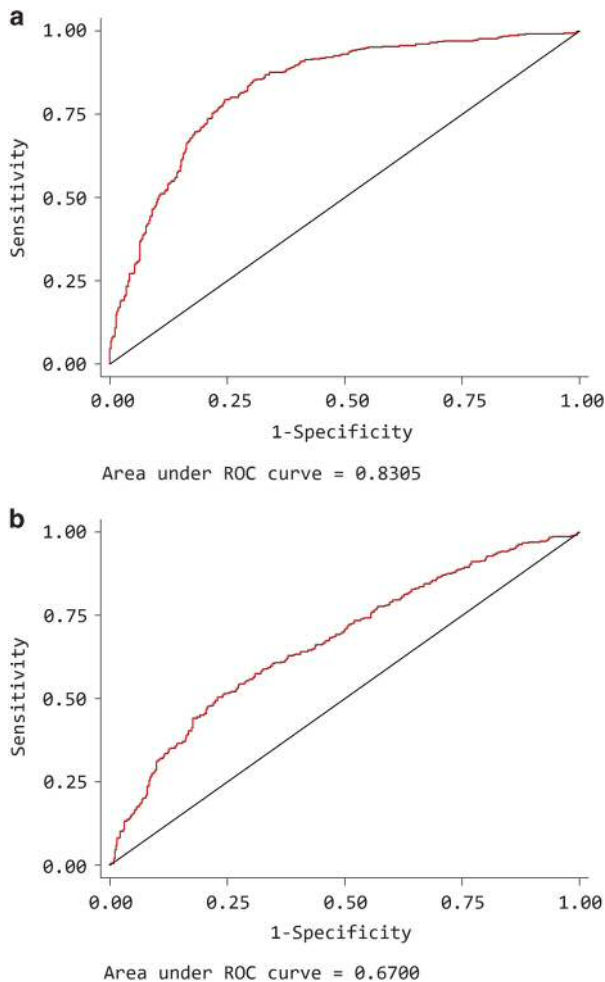 a
1.00
0.75
0.50
0.25
0.00
Sensitivity
0.00 0.25 0.50 0.75 1.00
1-Specificity
Area under ROC curve = 0.8305
b
1.00
0.75
0.50
0.25
0.00
Sensitivity
0.00 0.25 0.50 0.75 1.00
1-Specificity
Area under ROC curve = 0.6700